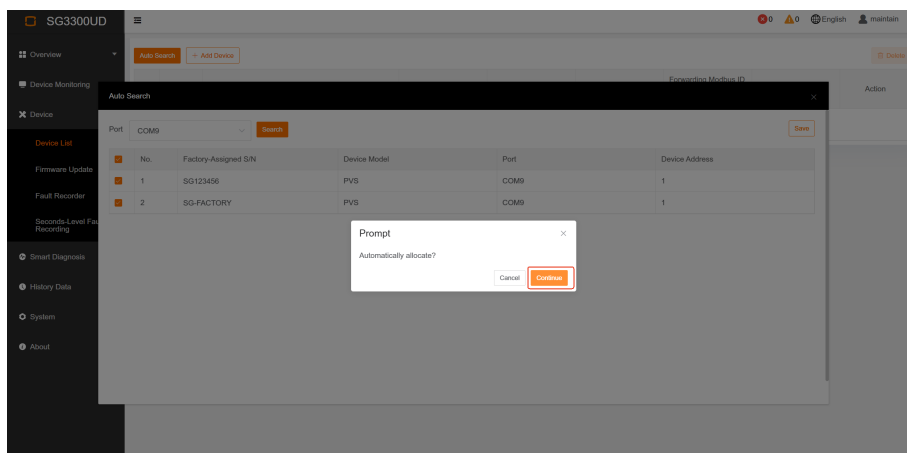 SG3300UD
0
0
English
maintain
Overview
Auto Search
+ Add Device
Delete
Device Monitoring
Forwarding Modbus ID
Action
Auto Search
Device
Port
COM9
Search
Save
Device List
No.
Factory-Assigned S/N
Device Model
Port
Device Address
Firmware Update
1
SG123456
PVS
COM9
1
Fault Recorder
2
SG-FACTORY
PVS
COM9
1
Seconds-Level Fau
Recording
Prompt
Automatically allocate?
Cancel
Continue
Smart Diagnosis
History Data
System
About